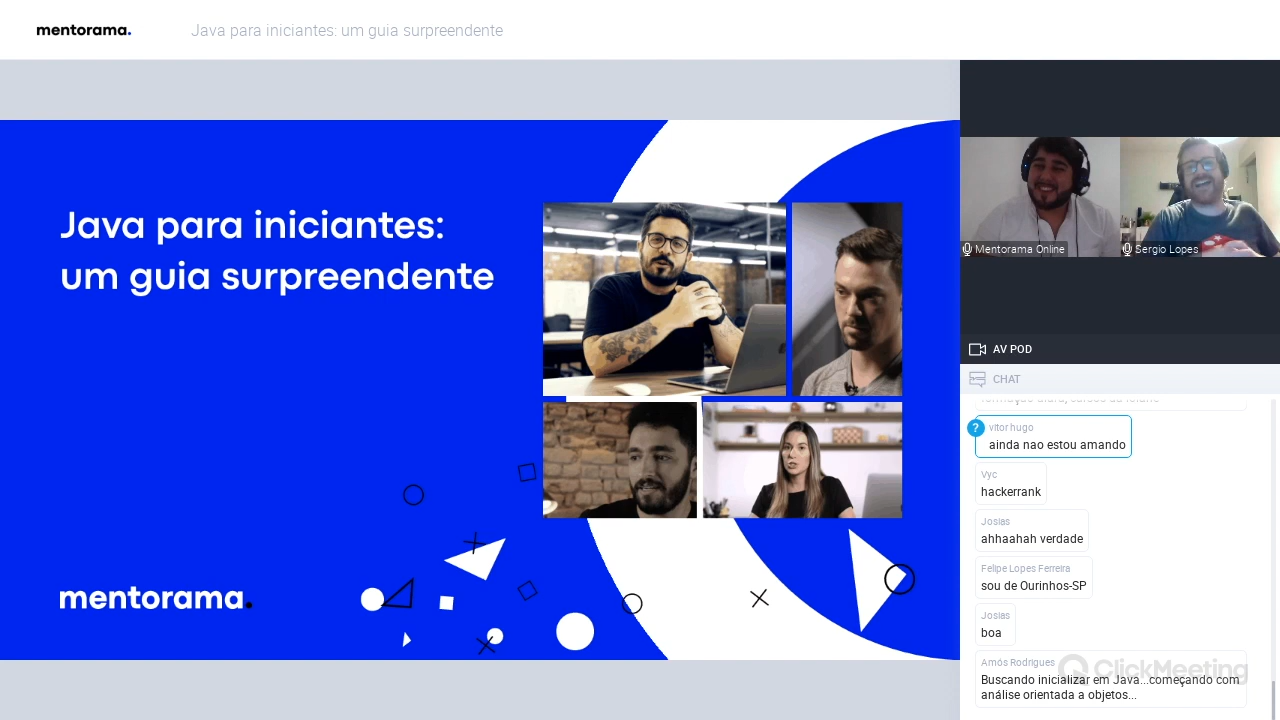 mentorama.
Java para iniciantes: um guia surpreendente
Java para iniciantes:
um guia surpreendente
mentorama.
Mentorama Online
Sergio Lopes
AV POD
CHAT
?
vitor hugo
ainda nao estou amando
Vyc
hackerrank
Josias
ahhaahah verdade
Felipe Lopes Ferreira
sou de Ourinhos-SP
Josias
boa
Amós Rodrigues
ClickMeeting
Buscando inicializar em Java...começando com
análise orientada a objetos...